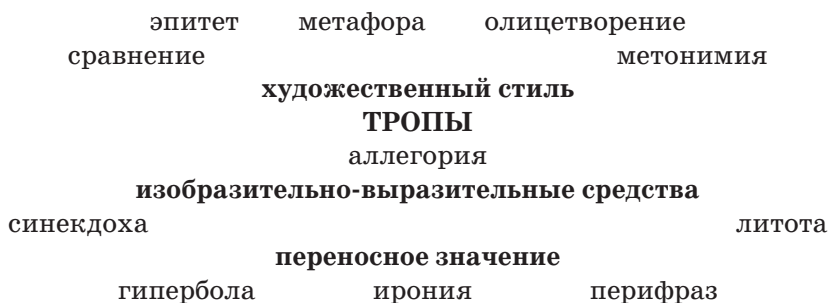 эпитет метафора олицетворение
сравнение метонимия
художественный стиль
ТРОПЫ
аллегория
изобразительно-выразительные средства
синекдоха литота
переносное значение
гипербола ирония перифраз